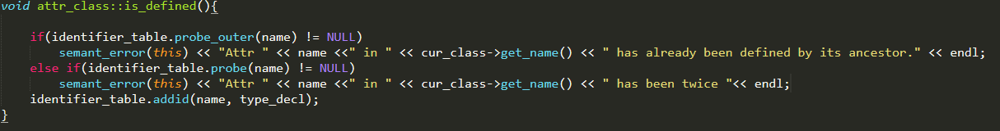 void attr_class::is_defined(){
if(identifier_table.probe_outer(name) != NULL)
semant_error(this) << "Attr " << name <<" in " << cur_class->get_name() << " has already been defined by its ancestor." << endl;
else if(identifier_table.probe(name) != NULL)
semant_error(this) << "Attr " << name <<" in " << cur_class->get_name() << " has been twice "<< endl;
identifier_table.addid(name, type_decl);
}